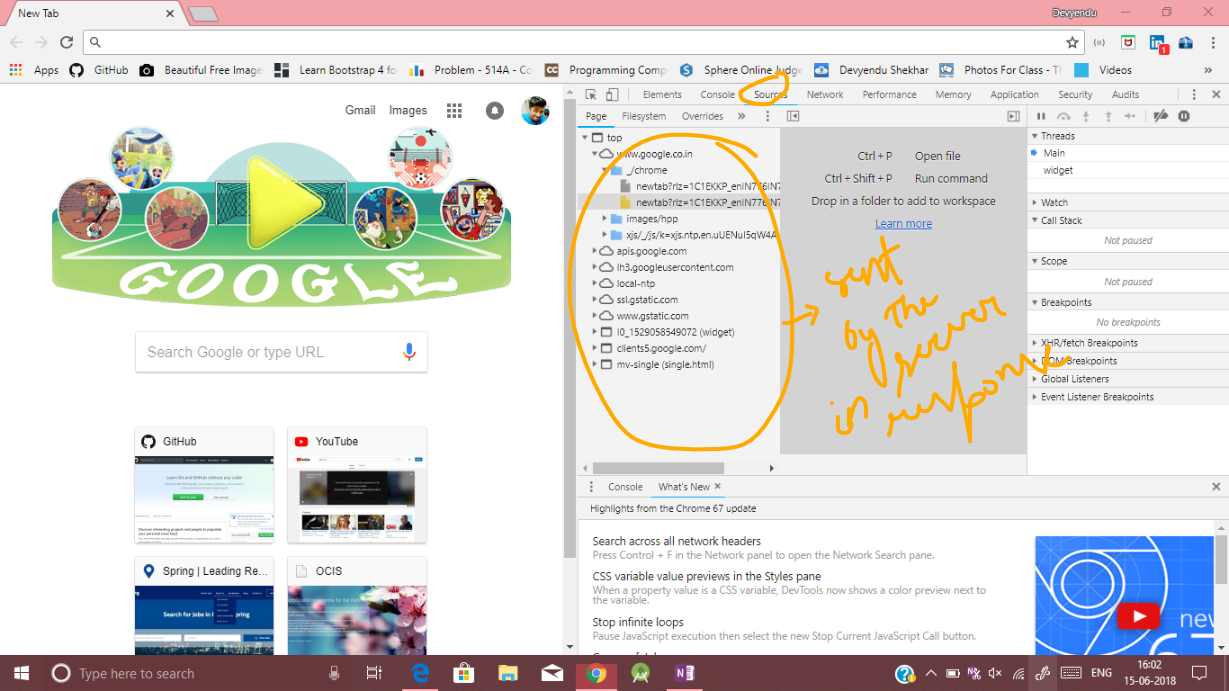 New Tab
Devyendu
Apps
GitHub
Beautiful Free Image
Learn Bootstrap 4 fo
Problem - 514A - Co
Programming Comp
Sphere Online Judge
Devyendu Shekhar
Photos For Class - Th
Videos
»
Gmail
Images
GOOGLE
Search Google or type URL
GitHub
YouTube
Spring | Leading Re...
OCIS
Search for Jobs in
Elements
Console
Sources
Network
Performance
Memory
Application
Security
Audits
Page
Filesystem
Overrides
»
top
www.google.co.in
_/chrome
newtab?rlz=1C1EKKP_enIN776IN7
newtab?rlz=1C1EKKP_enIN776IN7
images/hpp
xjs/_/js/k=xjs.ntp.en.uUENuI5qW4A
apis.google.com
lh3.googleusercontent.com
local-ntp
ssl.gstatic.com
www.gstatic.com
I0_1529058549072 (widget)
clients5.google.com/
mv-single (single.html)
Ctrl + P Open file
Ctrl + Shift + P Run command
Drop in a folder to add to workspace
Learn more
sent
by the
server
in response
Threads
Main
widget
Watch
Call Stack
Not paused
Scope
Not paused
Breakpoints
No breakpoints
XHR/fetch Breakpoints
DOM Breakpoints
Global Listeners
Event Listener Breakpoints
Console
What's New
Highlights from the Chrome 67 update
Search across all network headers
Press Control + F in the Network panel to open the Network Search pane.
CSS variable value previews in the Styles pane
When a property value is a CSS variable, DevTools now shows a color preview next to
the variable.
Stop infinite loops
Pause JavaScript execution then select the new Stop Current JavaScript Call button.
new
Type here to search
ENG
16:02
15-06-2018